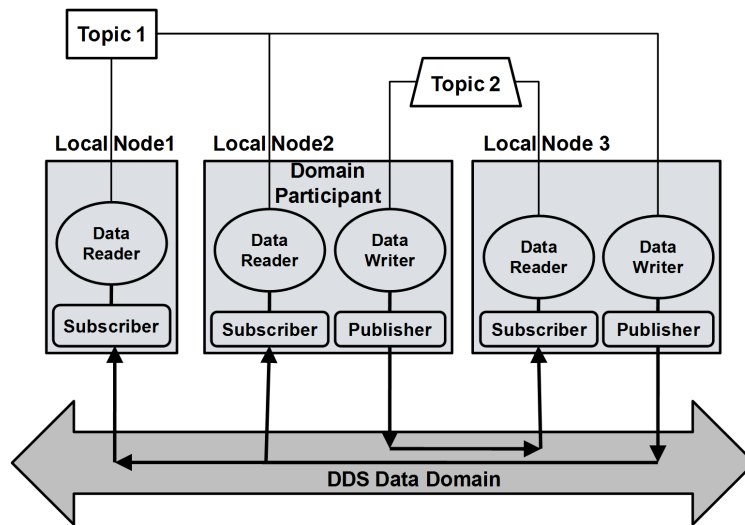 Topic 1
Topic 2
Local Node1
Local Node2
Local Node 3
Domain
Participant
Data
Reader
Data
Reader
Data
Writer
Data
Reader
Data
Writer
Subscriber
Subscriber
Publisher
Subscriber
Publisher
DDS Data Domain